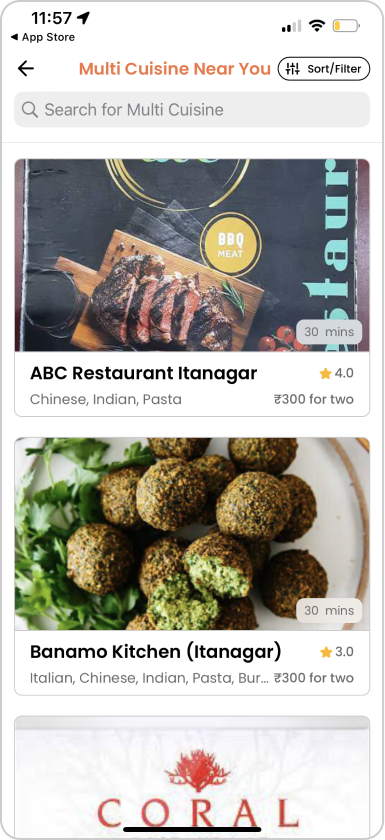 11:57
◀ App Store
Multi Cuisine Near You
Sort/Filter
Search for Multi Cuisine
BBQ
MEAT
staur
30 mins
ABC Restaurant Itanagar
4.0
Chinese, Indian, Pasta
₹300 for two
30 mins
Banamo Kitchen (Itanagar)
3.0
Italian, Chinese, Indian, Pasta, Bur...
₹300 for two
CORAL